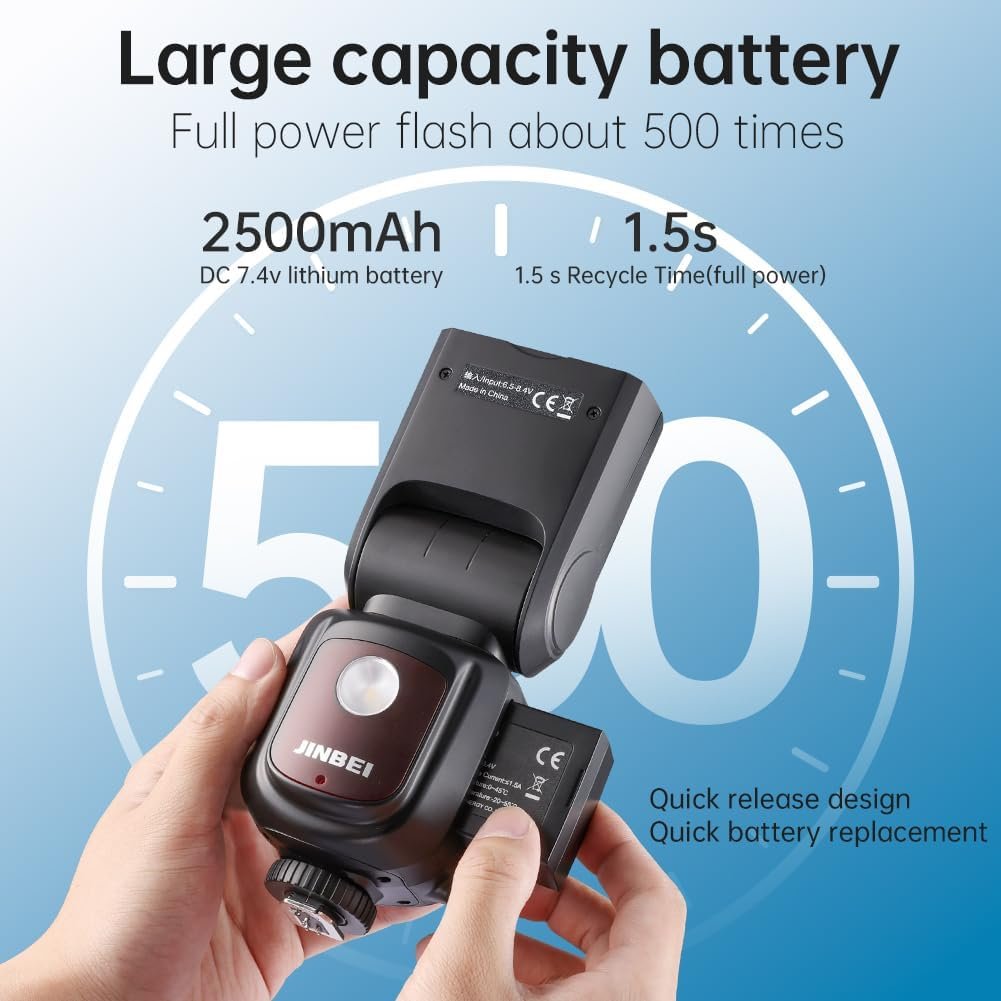 Large capacity battery
Full power flash about 500 times
2500mAh
DC 7.4v lithium battery
1.5s
1.5 s Recycle Time(full power)
500
输入/Input:6.5-8.4V
Made in China
CE
JINBEI
CE
Quick release design
Quick battery replacement